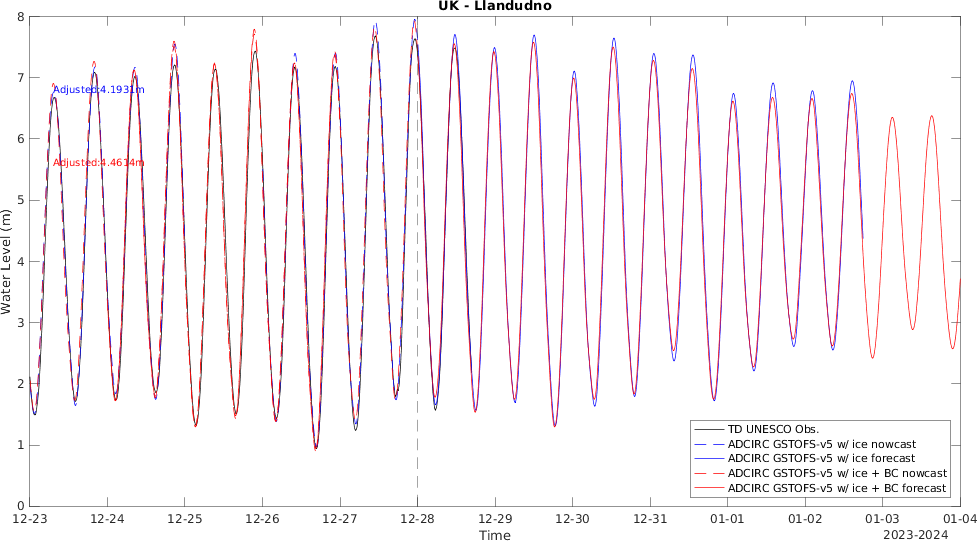 UK - Llandudno
8
7
6
5
4
3
2
1
0
Water Level (m)
Adjusted:4.1931m
Adjusted:4.4614m
TD UNESCO Obs.
ADCIRC GSTOFS-v5 w/ ice nowcast
ADCIRC GSTOFS-v5 w/ ice forecast
ADCIRC GSTOFS-v5 w/ ice + BC nowcast
ADCIRC GSTOFS-v5 w/ ice + BC forecast
12-23 12-24 12-25 12-26 12-27 12-28 12-29 12-30 12-31 01-01 01-02 01-03 01-04
Time
2023-2024